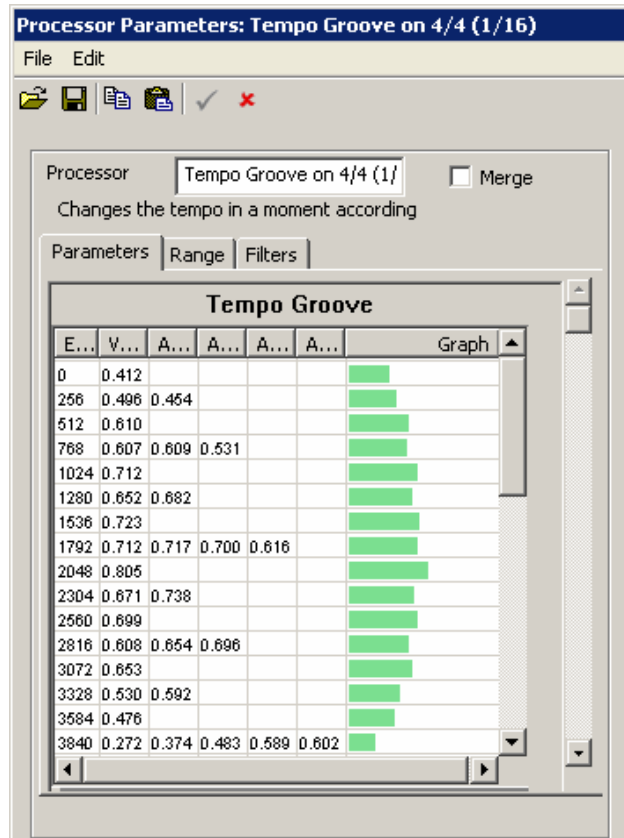 Processor Parameters: Tempo Groove on 4/4 (1/16)
File Edit
Processor Tempo Groove on 4/4 (1/ Merge
Changes the tempo in a moment according
Parameters Range Filters
Tempo Groove
E... V... A... A... A... A... Graph
0 0.412
256 0.496 0.454
512 0.610
768 0.607 0.609 0.531
1024 0.712
1280 0.652 0.682
1536 0.723
1792 0.712 0.717 0.700 0.616
2048 0.805
2304 0.671 0.738
2560 0.699
2816 0.608 0.654 0.696
3072 0.653
3328 0.530 0.592
3584 0.476
3840 0.272 0.374 0.483 0.589 0.602